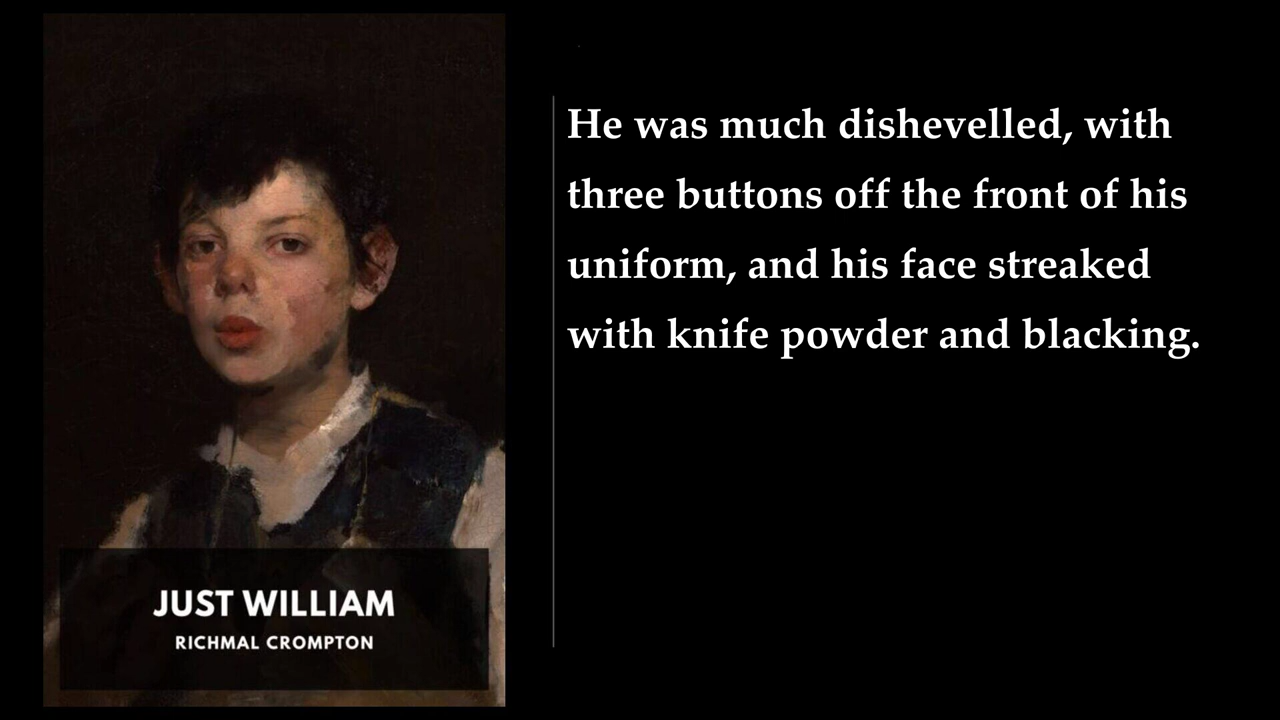 He was much dishevelled, with
three buttons off the front of his
uniform, and his face streaked
with knife powder and blacking.
JUST WILLIAM
RICHMAL CROMPTON